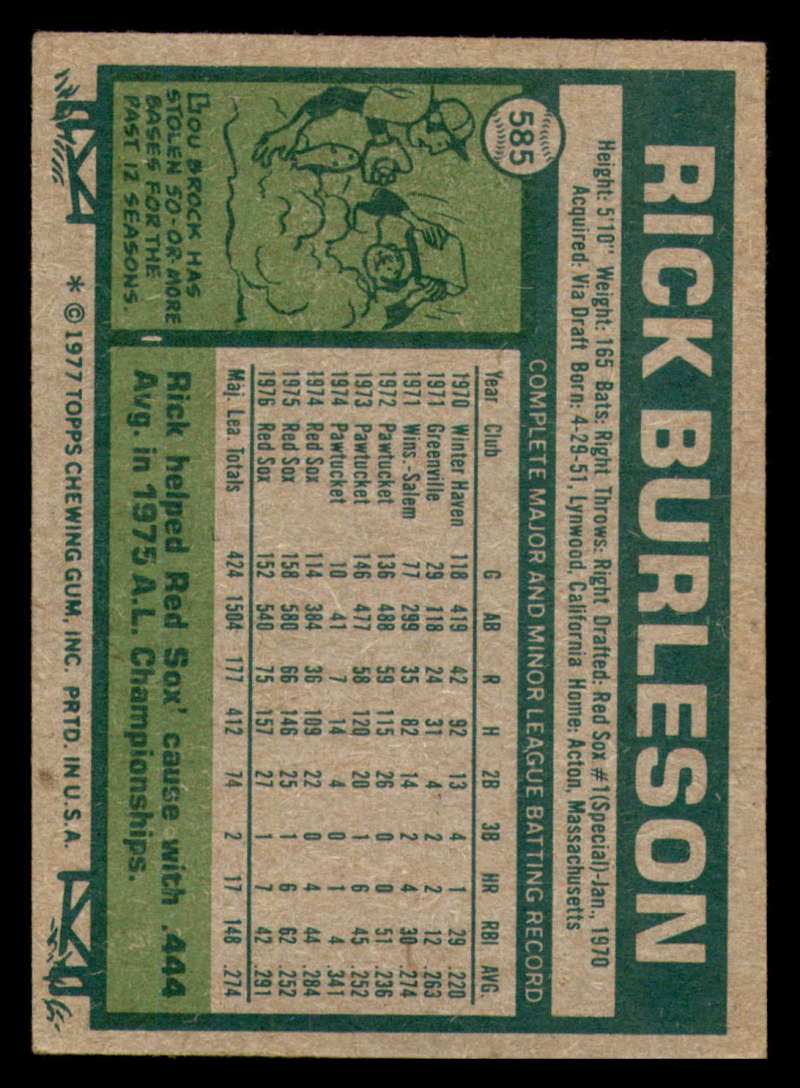 RICK BURLESON
585
Height: 5'10" Weight: 165 Bats: Right Throws: Right Drafted: Red Sox #1(Special)-Jan., 1970
Acquired: Via Draft Born: 4-29-51, Lynwood, California Home: Acton, Massachusetts
COMPLETE MAJOR AND MINOR LEAGUE BATTING RECORD
Year Club G AB R H 2B 3B HR RBI AVG.
1970 Winter Haven 118 419 42 92 13 4 1 29 .220
1971 Greenville 29 118 24 31 4 2 2 12 .263
1971 Wins.-Salem 77 299 35 82 14 2 4 30 .274
1972 Pawtucket 136 488 59 115 26 0 0 51 .236
1973 Pawtucket 146 477 58 120 20 1 6 45 .252
1974 Pawtucket 10 41 7 14 4 0 1 4 .341
1974 Red Sox 114 384 36 109 22 0 4 44 .284
1975 Red Sox 158 580 66 146 25 1 6 62 .252
1976 Red Sox 152 540 75 157 27 1 7 42 .291
Maj. Lea Totals 424 1504 177 412 74 2 17 148 .274
LOU BROCK HAS
STOLEN 50-OR MORE
BASES FOR THE
PAST 12 SEASONS.
Rick helped Red Sox' cause with .444
Avg. in 1975 A.L. Championships.
* © 1977 TOPPS CHEWING GUM, INC. PRTD. IN U.S.A.